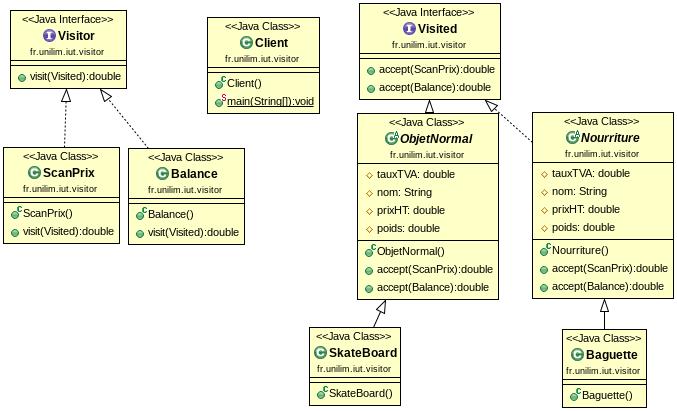 <<Java Interface>>
Visitor
fr.unilim.iut.visitor
visit(Visited):double
<<Java Class>>
Client
fr.unilim.iut.visitor
Client()
main(String[]):void
<<Java Interface>>
Visited
fr.unilim.iut.visitor
accept(ScanPrix):double
accept(Balance):double
<<Java Class>>
ScanPrix
fr.unilim.iut.visitor
ScanPrix()
visit(Visited):double
<<Java Class>>
Balance
fr.unilim.iut.visitor
Balance()
visit(Visited):double
<<Java Class>>
ObjetNormal
fr.unilim.iut.visitor
tauxTVA: double
nom: String
prixHT: double
poids: double
ObjetNormal()
accept(ScanPrix):double
accept(Balance):double
<<Java Class>>
Nourriture
fr.unilim.iut.visitor
tauxTVA: double
nom: String
prixHT: double
poids: double
Nourriture()
accept(ScanPrix):double
accept(Balance):double
<<Java Class>>
SkateBoard
fr.unilim.iut.visitor
SkateBoard()
<<Java Class>>
Baguette
fr.unilim.iut.visitor
Baguette()